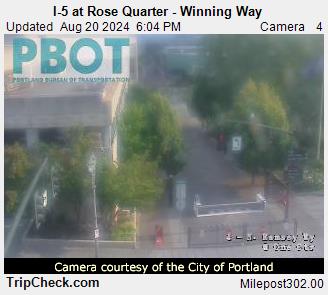 I-5 at Rose Quarter - Winning Way
Updated Aug 20 2024 6:04 PM Camera 4
PBOT
PORTLAND BUREAU OF TRANSPORTATION
Camera courtesy of the City of Portland
TripCheck.com Milepost302.00